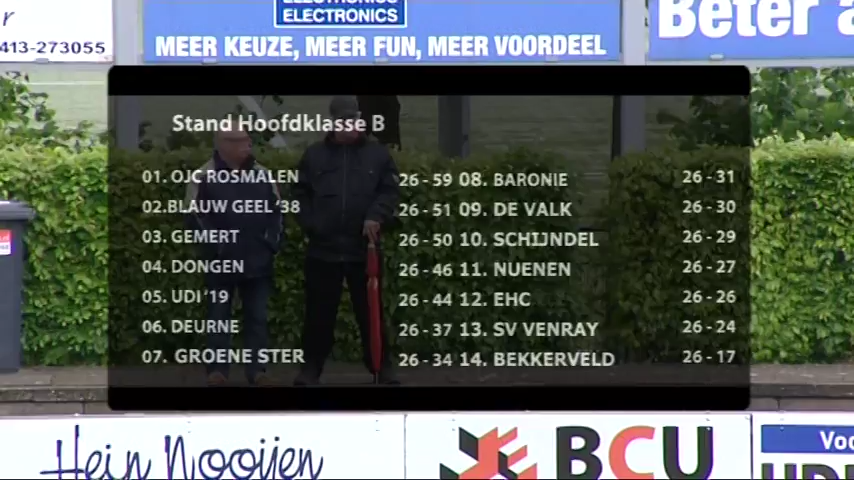 ELECTRONICS
ELECTRONICS
MEER KEUZE, MEER FUN, MEER VOORDEEL
413-273055
Beter a
Stand Hoofdklasse B
01. OJC ROSMALEN 26 - 59
02.BLAUW GEEL '38 26 - 51
03. GEMERT 26 - 50
04. DONGEN 26 - 46
05. UDI '19 26 - 44
06. DEURNE 26 - 37
07. GROENE STER 26 - 34
08. BARONIE 26 - 31
09. DE VALK 26 - 30
10. SCHIJNDEL 26 - 29
11. NUENEN 26 - 27
12. EHC 26 - 26
13. SV VENRAY 26 - 24
14. BEKKERVELD 26 - 17
Hein Nooijen
BCU
Voo